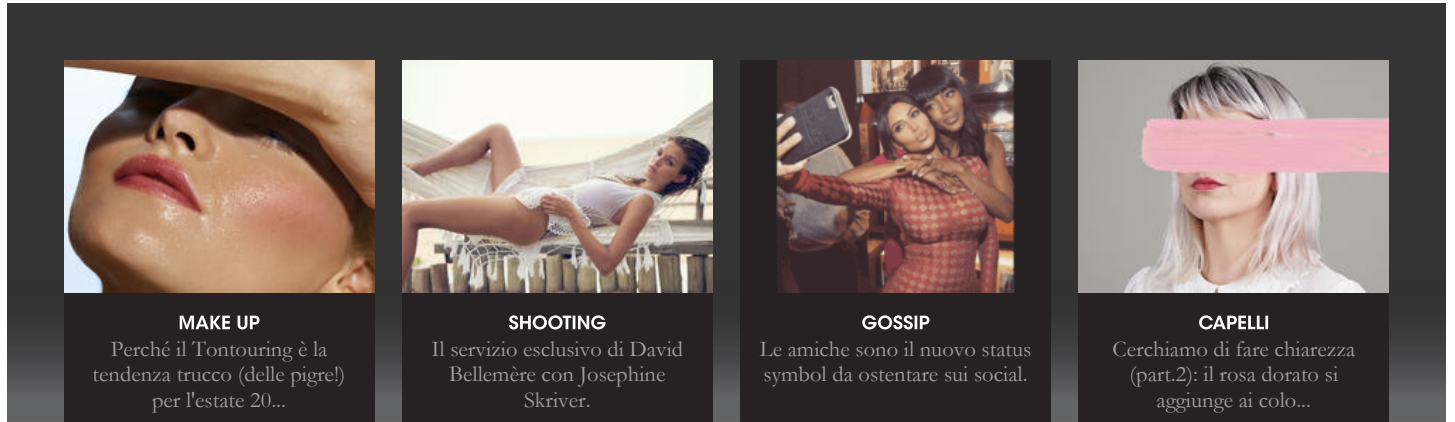 MAKE UP
Perché il Tontouring è la
tendenza trucco (delle pigre!)
per l'estate 20...
SHOOTING
Il servizio esclusivo di David
Bellemère con Josephine
Skriver.
GOSSIP
Le amiche sono il nuovo status
symbol da ostentare sui social.
CAPELLI
Cerchiamo di fare chiarezza
(part.2): il rosa dorato si
aggiunge ai colo...